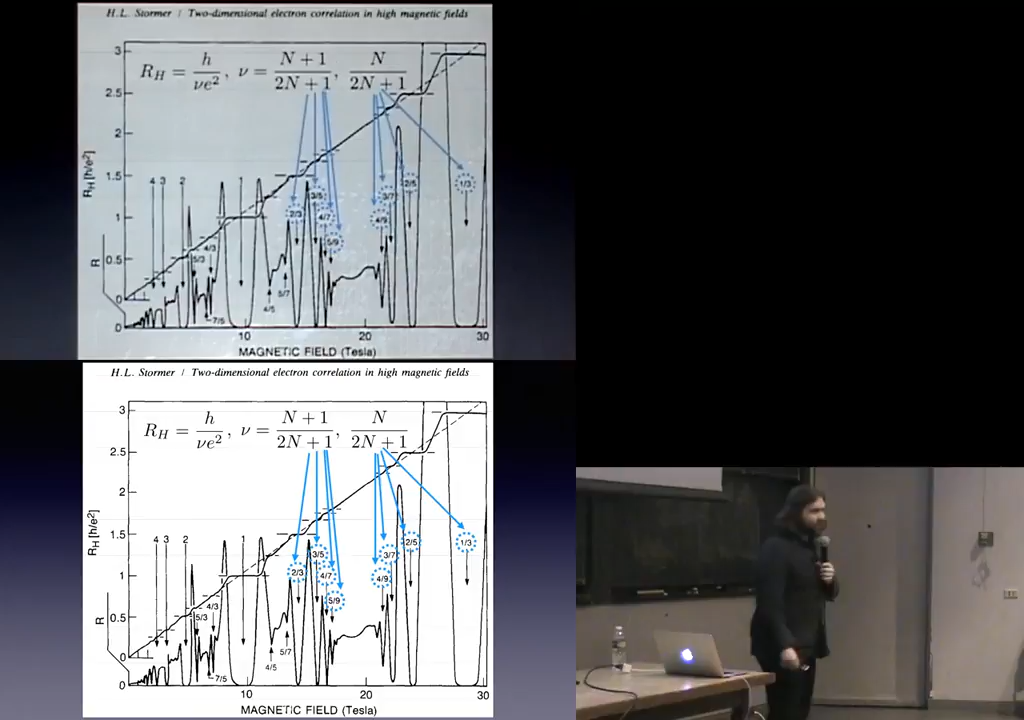 H.L. Stormer / Two-dimensional electron correlation in high magnetic fields
R_H = h/νe², ν = N+1/2N+1, N/2N+1
3
2.5
2
1.5
1
0.5
0
0
R_H [h/e²]
R
4 3 2 1
2/3 3/5 4/7 5/9
4/9 3/7 2/5 1/3
5/3 4/3
7/5
4/5 5/7
10 20 30
MAGNETIC FIELD (Tesla)
H.L. Stormer / Two-dimensional electron correlation in high magnetic fields
R_H = h/νe², ν = N+1/2N+1, N/2N+1
3
2.5
2
1.5
1
0.5
0
0
R_H [h/e²]
R
4 3 2 1
2/3 3/5 4/7 5/9
4/9 3/7 2/5 1/3
5/3 4/3
7/5
4/5 5/7
10 20 30
MAGNETIC FIELD (Tesla)